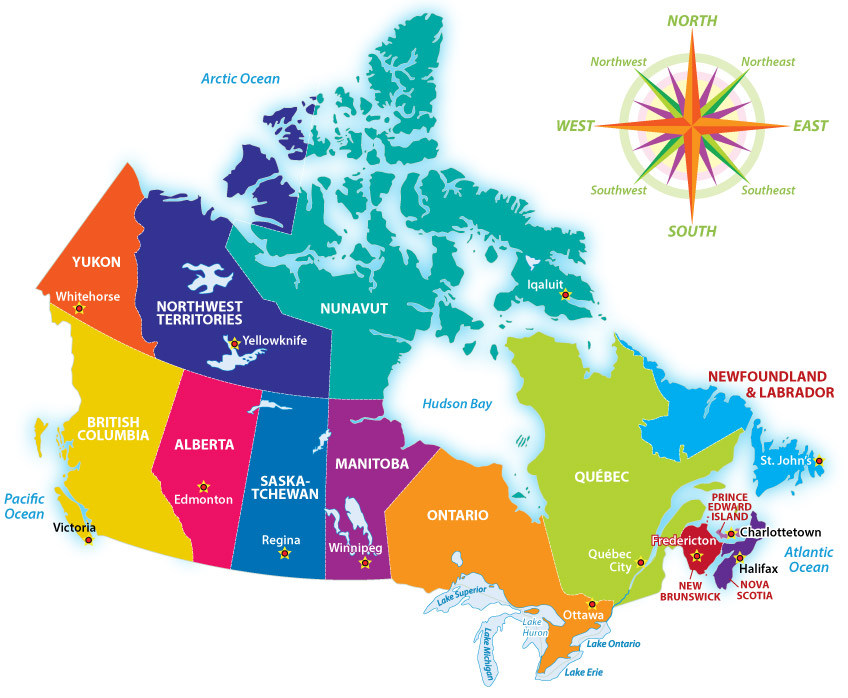 NORTH
Northwest
Northeast
WEST
EAST
Southwest
Southeast
SOUTH
Arctic Ocean
YUKON
Whitehorse
NORTHWEST
TERRITORIES
Yellowknife
NUNAVUT
Iqaluit
Hudson Bay
BRITISH
COLUMBIA
Pacific
Ocean
Victoria
ALBERTA
Edmonton
SASKA-
TCHEWAN
Regina
MANITOBA
Winnipeg
ONTARIO
Ottawa
Lake Superior
Lake Michigan
Lake
Huron
Lake Ontario
Lake Erie
QUÉBEC
Québec
City
NEWFOUNDLAND
& LABRADOR
St. John's
PRINCE
EDWARD
ISLAND
Charlottetown
Fredericton
NEW
BRUNSWICK
Halifax
NOVA
SCOTIA
Atlantic
Ocean